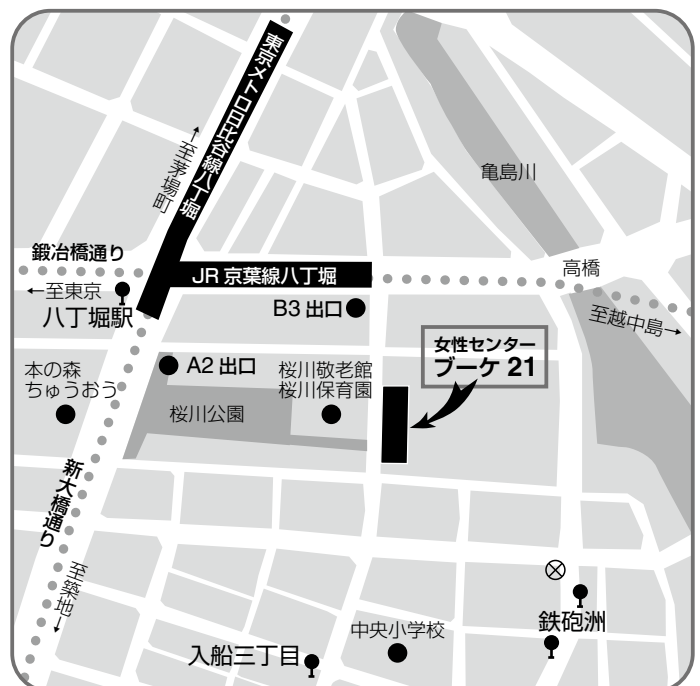 東京メトロ日比谷線八丁堀
←至茅場町
亀島川
鍛冶橋通り
JR 京葉線八丁堀
高橋
←至東京
八丁堀駅
B3 出口
至越中島→
女性センター
ブーケ 21
A2 出口
桜川敬老館
桜川保育園
本の森
ちゅうおう
桜川公園
新大橋通り
至築地→
鉄砲洲
中央小学校
入船三丁目